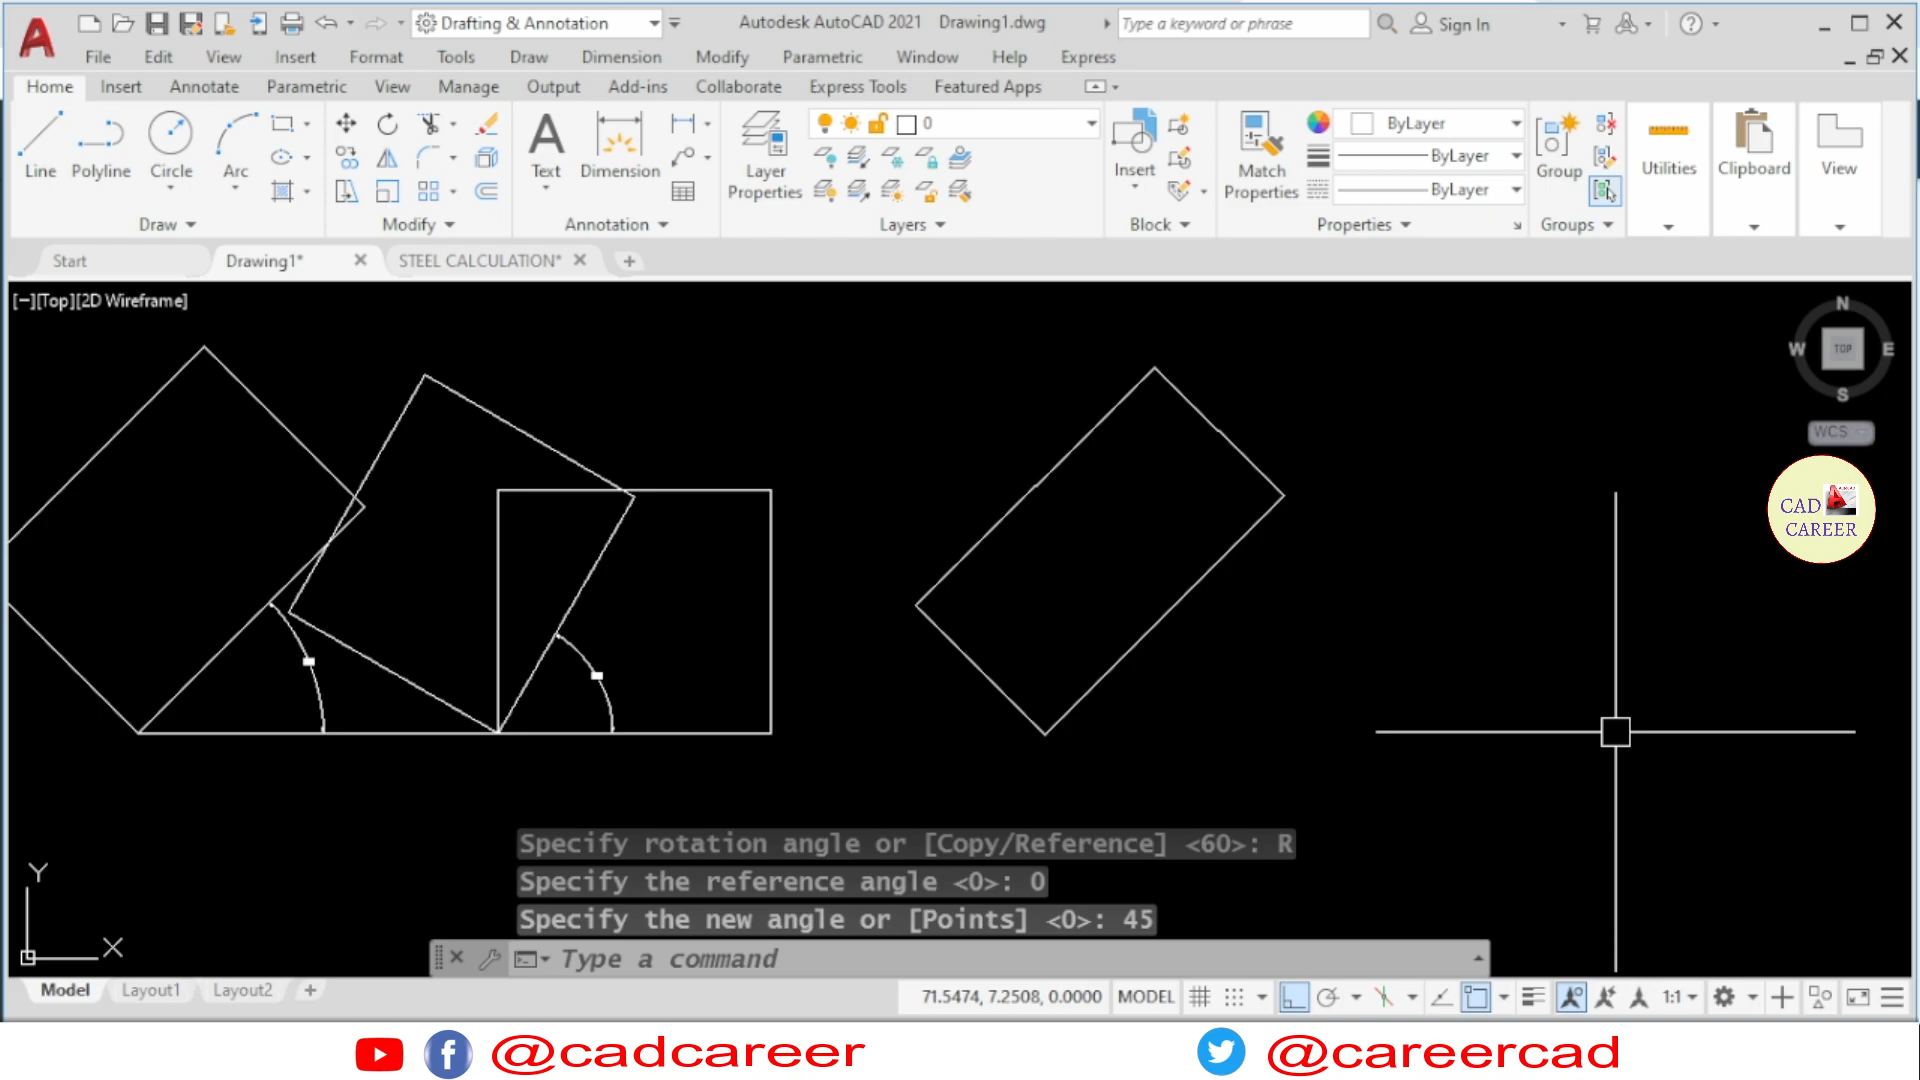 Drafting & Annotation
Autodesk AutoCAD 2021 Drawing1.dwg
Type a keyword or phrase
Sign In
File Edit View Insert Format Tools Draw Dimension Modify Parametric Window Help Express
Home Insert Annotate Parametric View Manage Output Add-ins Collaborate Express Tools Featured Apps
Line Polyline Circle Arc
Text Dimension
Layer Properties
0
Insert
Match Properties
ByLayer
ByLayer
ByLayer
Group
Utilities
Clipboard
View
Draw Modify Annotation Layers Block Properties Groups
Start Drawing1* STEEL CALCULATION*
[−][Top][2D Wireframe]
N
W TOP E
S
WCS
CAD
CAREER
Specify rotation angle or [Copy/Reference] <60>: R
Specify the reference angle <0>: 0
Specify the new angle or [Points] <0>: 45
Type a command
Y
X
Model Layout1 Layout2
71.5474, 7.2508, 0.0000 MODEL 1:1
@cadcareer
@careercad